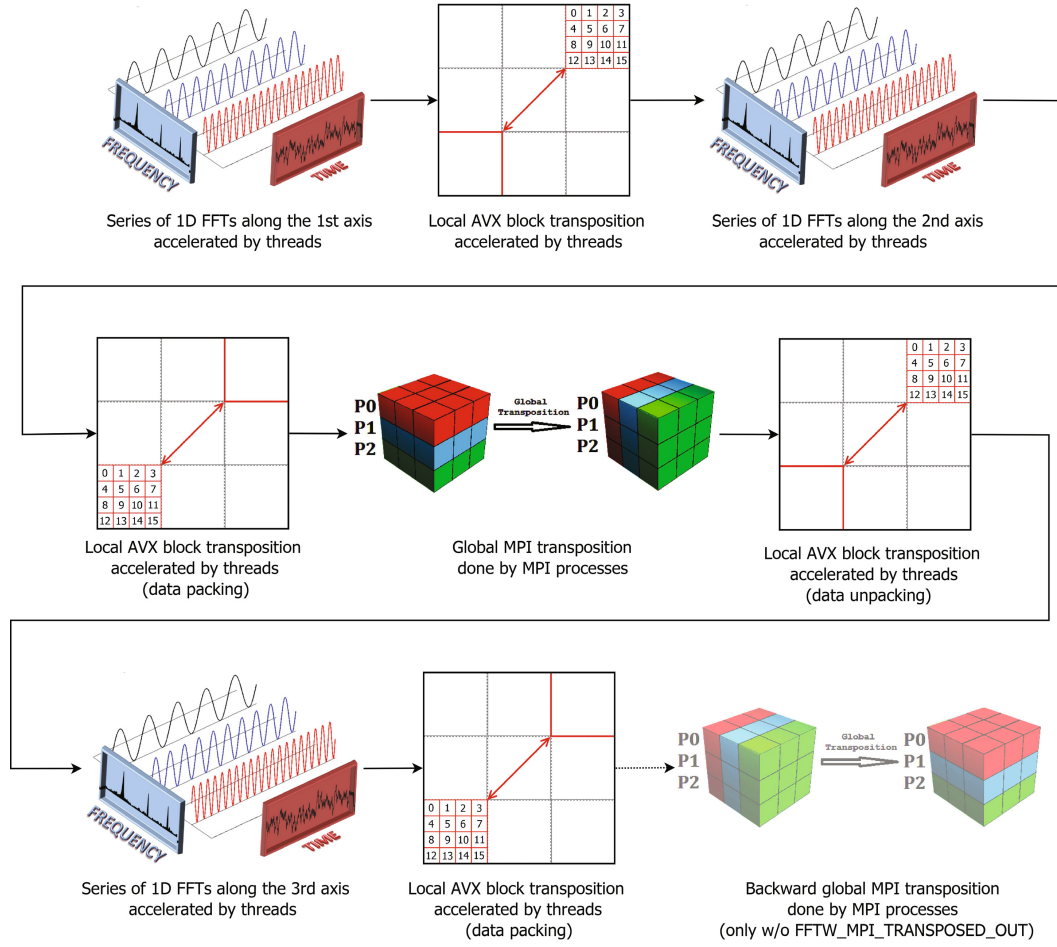 0 1 2 3
4 5 6 7
8 9 10 11
12 13 14 15
FREQUENCY
TIME
FREQUENCY
TIME
Series of 1D FFTs along the 1st axis
accelerated by threads
Local AVX block transposition
accelerated by threads
Series of 1D FFTs along the 2nd axis
accelerated by threads
0 1 2 3
4 5 6 7
8 9 10 11
12 13 14 15
P0
P1
P2
Global
Transposition
P0
P1
P2
0 1 2 3
4 5 6 7
8 9 10 11
12 13 14 15
Local AVX block transposition
accelerated by threads
(data packing)
Global MPI transposition
done by MPI processes
Local AVX block transposition
accelerated by threads
(data unpacking)
FREQUENCY
TIME
0 1 2 3
4 5 6 7
8 9 10 11
12 13 14 15
P0
P1
P2
Global
Transposition
P0
P1
P2
Series of 1D FFTs along the 3rd axis
accelerated by threads
Local AVX block transposition
accelerated by threads
(data packing)
Backward global MPI transposition
done by MPI processes
(only w/o FFTW_MPI_TRANSPOSED_OUT)